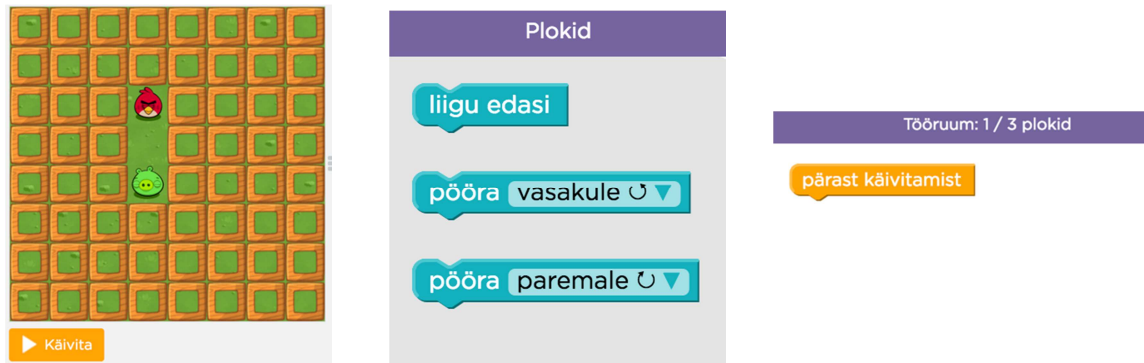 Käivita
Plokid
liigu edasi
pööra vasakule ↺ ▼
pööra paremale ↻ ▼
Tööruum: 1 / 3 plokid
pärast käivitamist